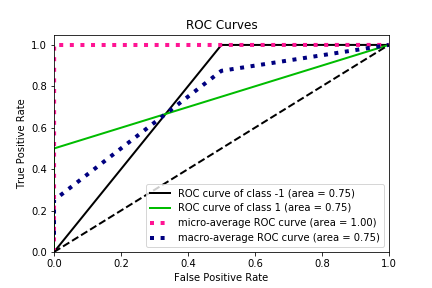 ROC Curves
True Positive Rate
1.0
0.8
0.6
0.4
0.2
0.0
ROC curve of class -1 (area = 0.75)
ROC curve of class 1 (area = 0.75)
micro-average ROC curve (area = 1.00)
macro-average ROC curve (area = 0.75)
0.0 0.2 0.4 0.6 0.8 1.0
False Positive Rate